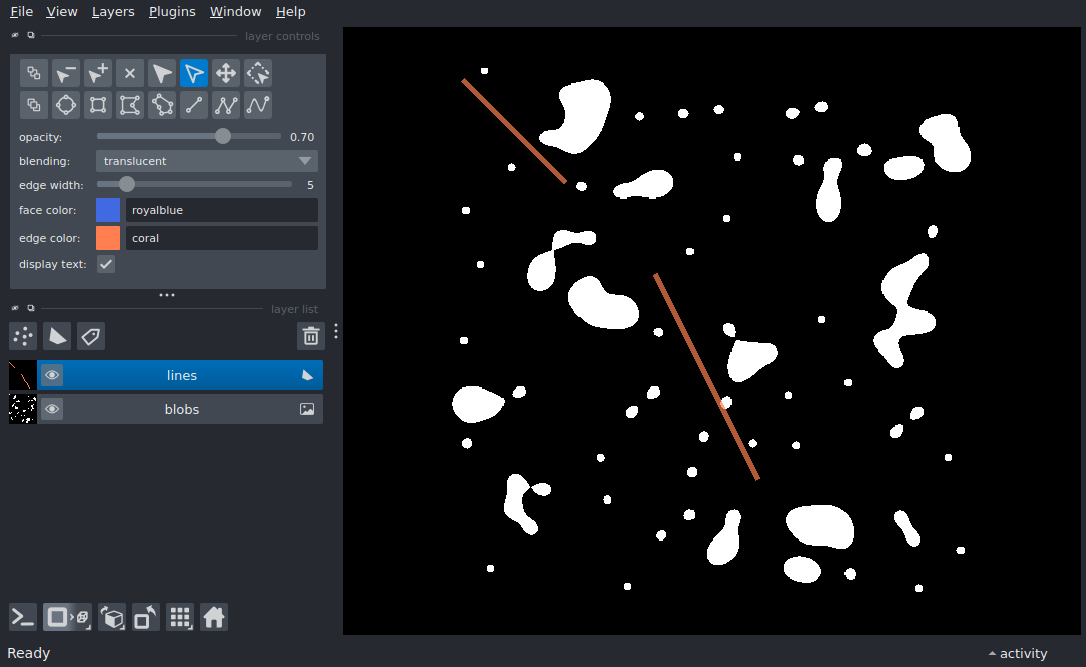 File View Layers Plugins Window Help
layer controls
opacity: 0.70
blending: translucent
edge width: 5
face color: royalblue
edge color: coral
display text:
layer list
lines
blobs
Ready activity